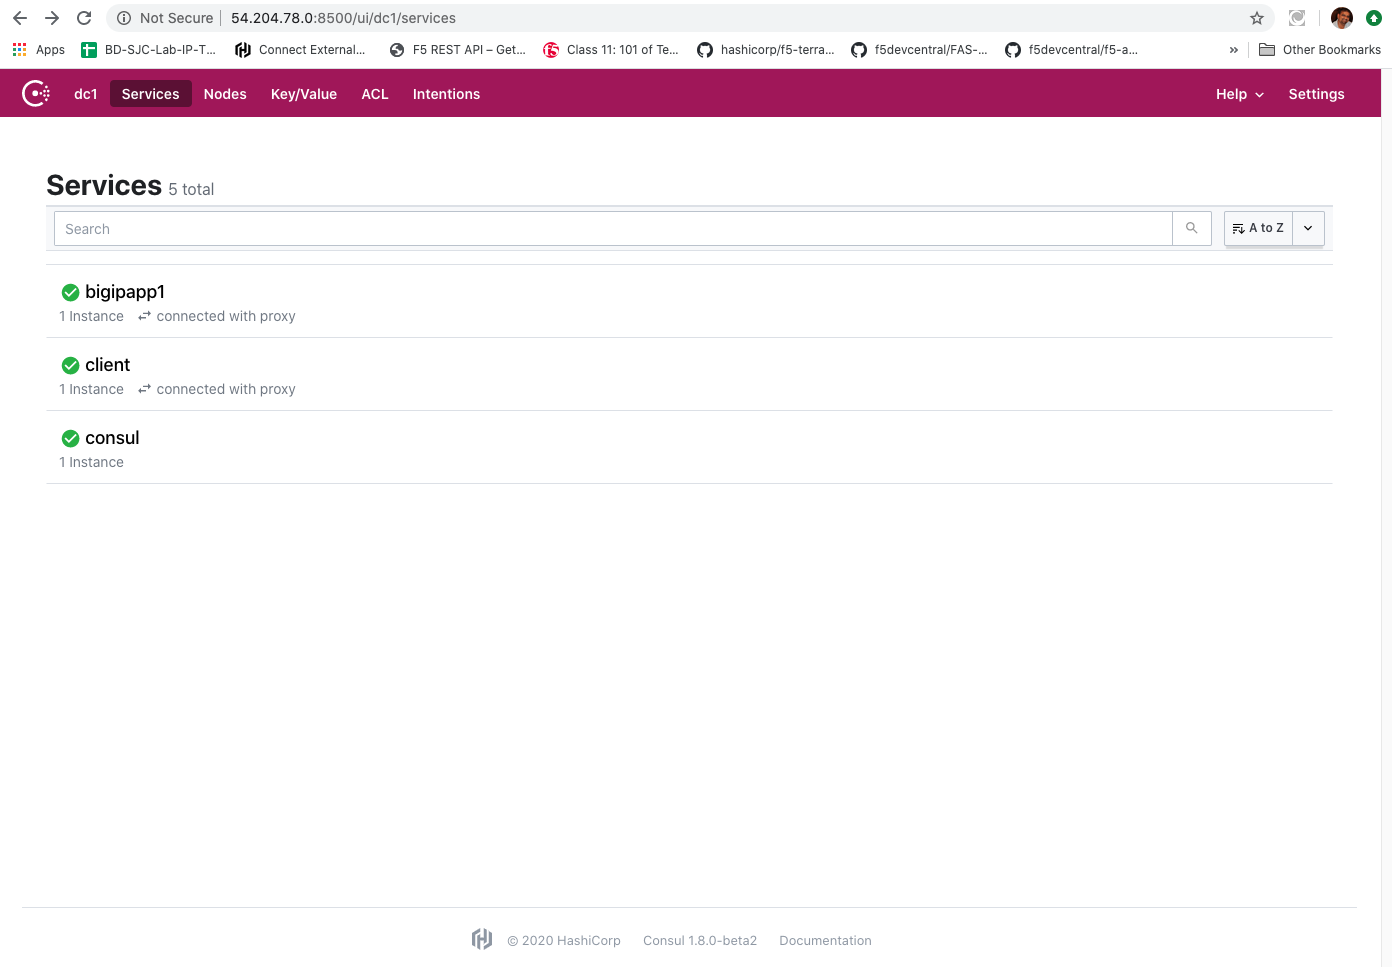 Not Secure | 54.204.78.0:8500/ui/dc1/services
Apps BD-SJC-Lab-IP-T... Connect External... F5 REST API – Get... Class 11: 101 of Te... hashicorp/f5-terra... f5devcentral/FAS-... f5devcentral/f5-a... » Other Bookmarks
dc1 Services Nodes Key/Value ACL Intentions Help Settings
Services 5 total
Search A to Z
bigipapp1
1 Instance connected with proxy
client
1 Instance connected with proxy
consul
1 Instance
© 2020 HashiCorp Consul 1.8.0-beta2 Documentation